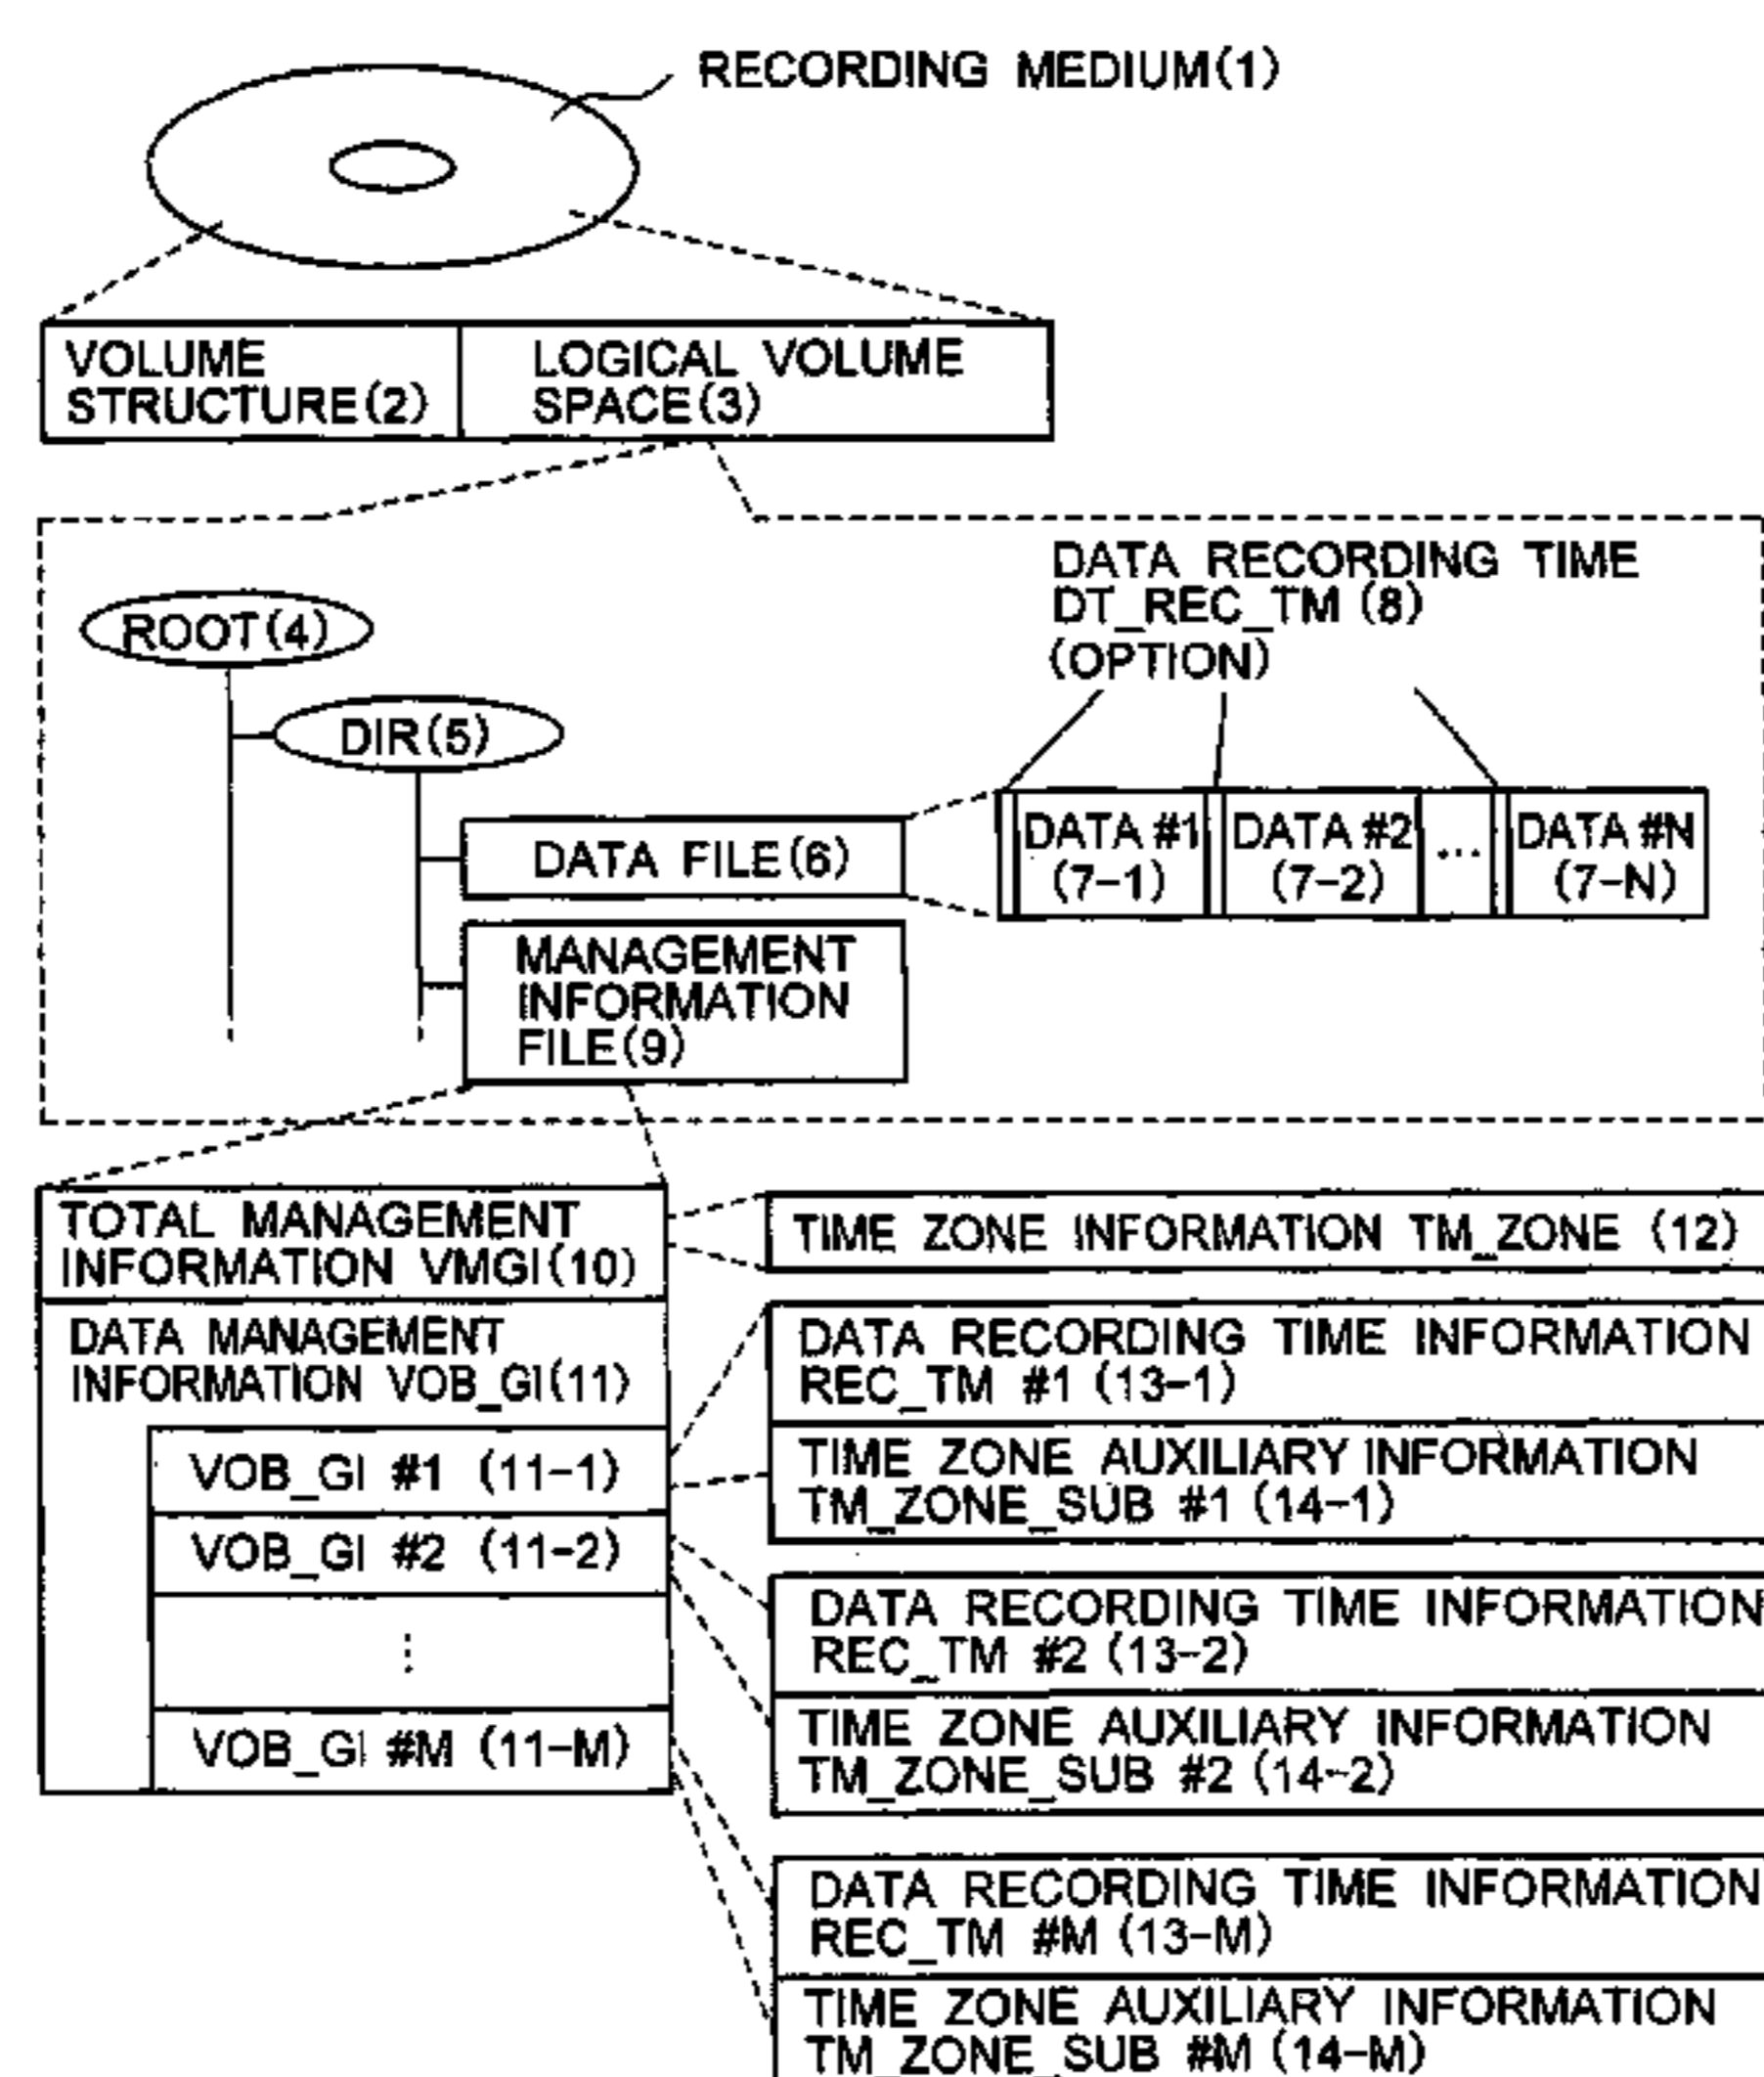 RECORDING MEDIUM(1)
VOLUME
STRUCTURE(2)
LOGICAL VOLUME
SPACE(3)
DATA RECORDING TIME
DT_REC_TM (8)
(OPTION)
ROOT(4)
DIR(5)
DATA FILE(6)
DATA #1
(7-1)
DATA #2
(7-2)
...
DATA #N
(7-N)
MANAGEMENT
INFORMATION
FILE(9)
TOTAL MANAGEMENT
INFORMATION VMGI(10)
TIME ZONE INFORMATION TM_ZONE (12)
DATA MANAGEMENT
INFORMATION VOB_GI(11)
VOB_GI #1 (11-1)
VOB_GI #2 (11-2)
⋮
VOB_GI #M (11-M)
DATA RECORDING TIME INFORMATION
REC_TM #1 (13-1)
TIME ZONE AUXILIARY INFORMATION
TM_ZONE_SUB #1 (14-1)
DATA RECORDING TIME INFORMATION
REC_TM #2 (13-2)
TIME ZONE AUXILIARY INFORMATION
TM_ZONE_SUB #2 (14-2)
DATA RECORDING TIME INFORMATION
REC_TM #M (13-M)
TIME ZONE AUXILIARY INFORMATION
TM_ZONE_SUB #M (14-M)